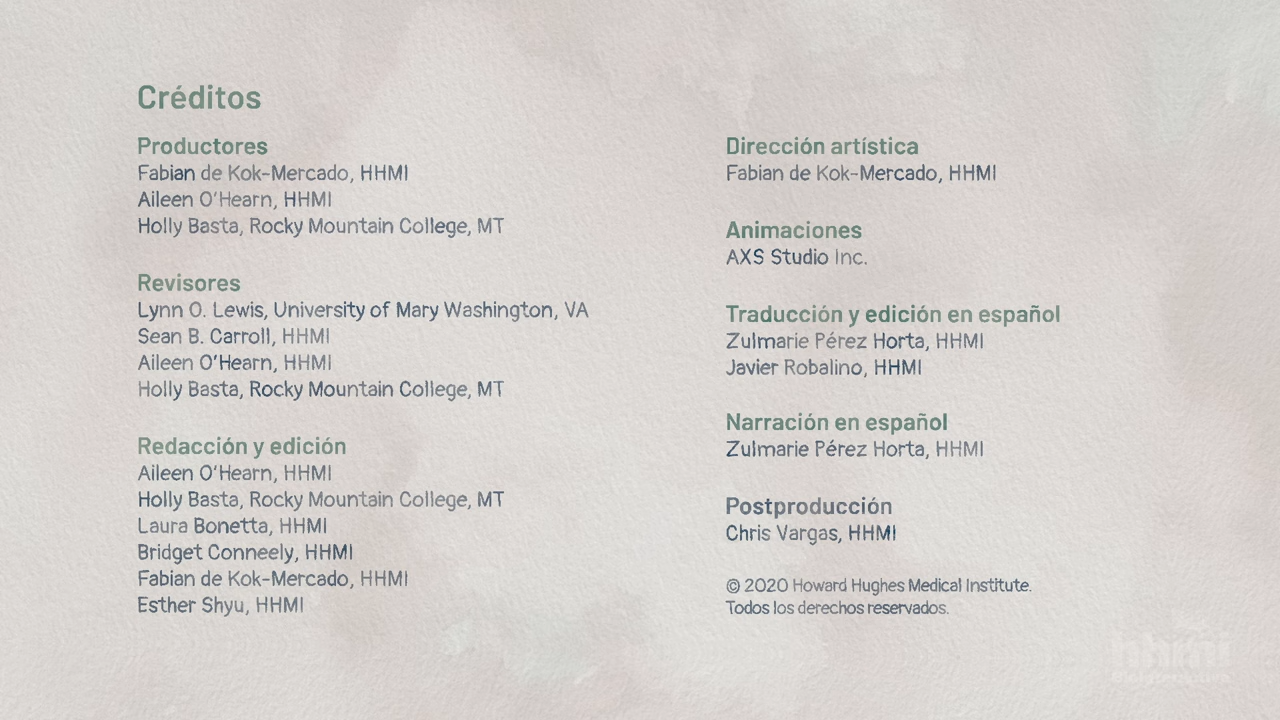 Créditos
Productores
Fabian de Kok-Mercado, HHMI
Aileen O'Hearn, HHMI
Holly Basta, Rocky Mountain College, MT
Revisores
Lynn O. Lewis, University of Mary Washington, VA
Sean B. Carroll, HHMI
Aileen O'Hearn, HHMI
Holly Basta, Rocky Mountain College, MT
Redacción y edición
Aileen O'Hearn, HHMI
Holly Basta, Rocky Mountain College, MT
Laura Bonetta, HHMI
Bridget Conneely, HHMI
Fabian de Kok-Mercado, HHMI
Esther Shyu, HHMI
Dirección artística
Fabian de Kok-Mercado, HHMI
Animaciones
AXS Studio Inc.
Traducción y edición en español
Zulmarie Pérez Horta, HHMI
Javier Robalino, HHMI
Narración en español
Zulmarie Pérez Horta, HHMI
Postproducción
Chris Vargas, HHMI
© 2020 Howard Hughes Medical Institute.
Todos los derechos reservados.
hhmi
BioInteractive